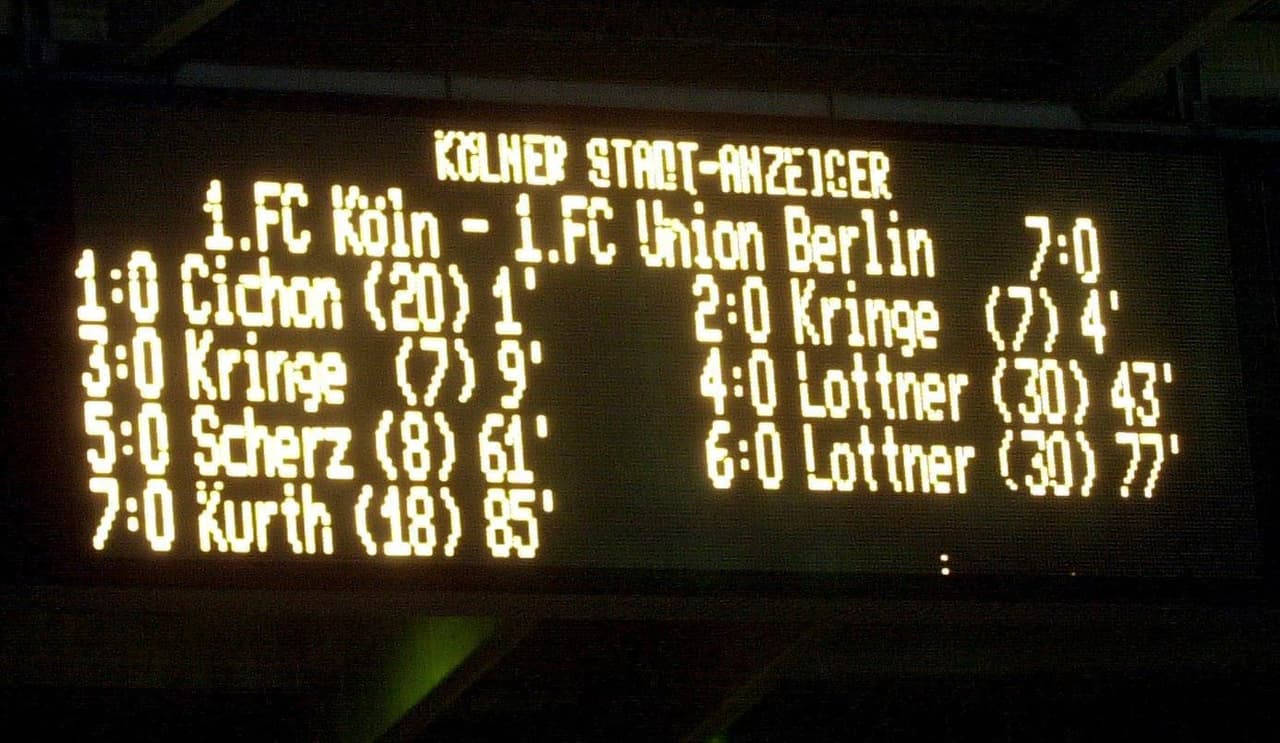 KÖLNER STADT-ANZEIGER
1.FC Köln - 1.FC Union Berlin 7:0
1:0 Cichon (20) 1' 2:0 Kringe (7) 4'
3:0 Kringe (7) 9' 4:0 Lottner (30) 43'
5:0 Scherz (8) 61' 6:0 Lottner (30) 77'
7:0 Kurth (18) 85'
: